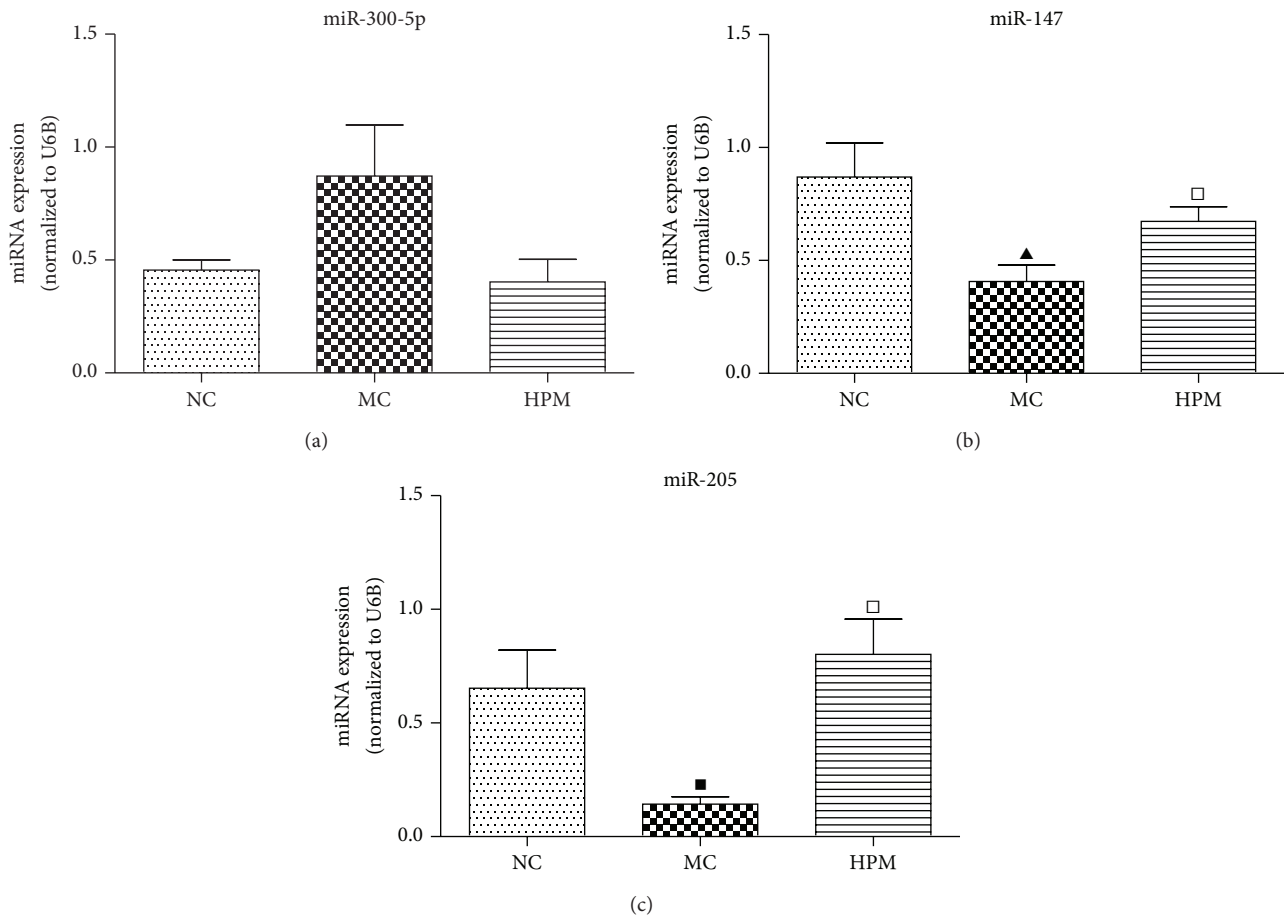 miR-300-5p
1.5
1.0
0.5
0.0
miRNA expression
(normalized to U6B)
NC
MC
HPM
(a)
miR-147
1.5
1.0
0.5
0.0
miRNA expression
(normalized to U6B)
NC
MC
HPM
(b)
miR-205
1.5
1.0
0.5
0.0
miRNA expression
(normalized to U6B)
NC
MC
HPM
(c)